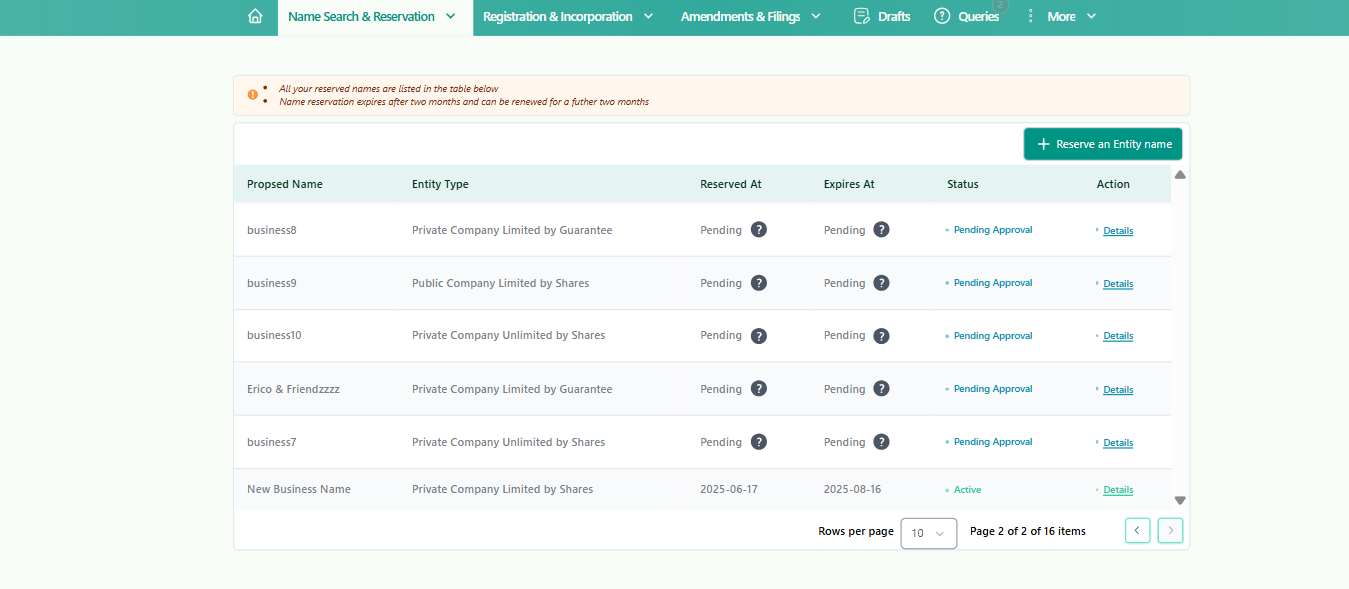 Name Search & Reservation Registration & Incorporation Amendments & Filings Drafts Queries 2 More
All your reserved names are listed in the table below
Name reservation expires after two months and can be renewed for a futher two months
Reserve an Entity name
Propsed Name Entity Type Reserved At Expires At Status Action
business8 Private Company Limited by Guarantee Pending ? Pending ? Pending Approval Details
business9 Public Company Limited by Shares Pending ? Pending ? Pending Approval Details
business10 Private Company Unlimited by Shares Pending ? Pending ? Pending Approval Details
Erico & Friendzzzz Private Company Limited by Guarantee Pending ? Pending ? Pending Approval Details
business7 Private Company Unlimited by Shares Pending ? Pending ? Pending Approval Details
New Business Name Private Company Limited by Shares 2025-06-17 2025-08-16 Active Details
Rows per page 10 Page 2 of 2 of 16 items